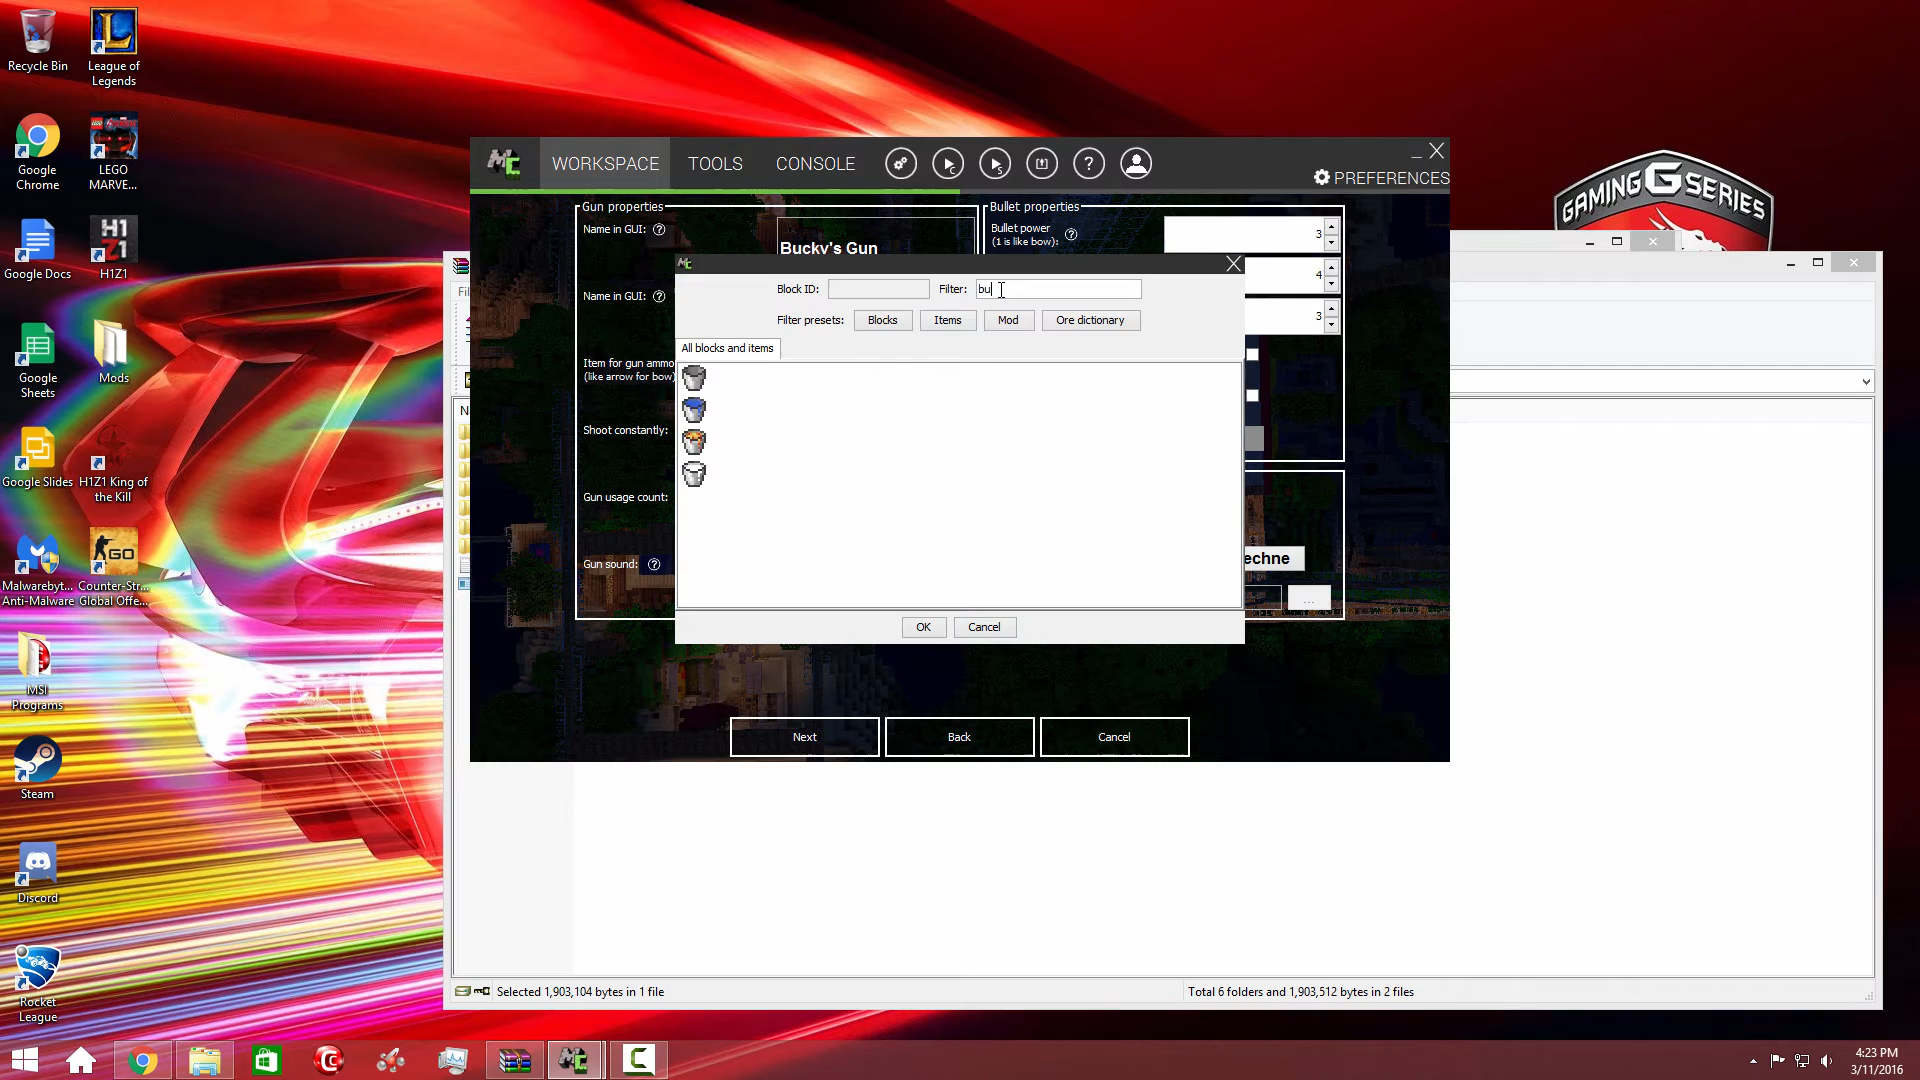 Recycle Bin
League of
Legends
Google
Chrome
LEGO
MARVE...
Google Docs
H1Z1
H1Z1
Google
Sheets
Mods
Google Slides
H1Z1 King of
the Kill
Malwarebyt...
Anti-Malware
GO
Counter-Str...
Global Offe...
MSI
Programs
Steam
Discord
Rocket
League
GAMING G SERIES
WORKSPACE
TOOLS
CONSOLE
PREFERENCES
Gun properties
Name in GUI:
Bucky's Gun
Name in GUI:
Item for gun ammo
(like arrow for bow)
Shoot constantly:
Gun usage count:
Gun sound:
Bullet properties
Bullet power
(1 is like bow):
3
4
3
echne
...
Block ID:
Filter:
bu
Filter presets:
Blocks
Items
Mod
Ore dictionary
All blocks and items
OK
Cancel
Next
Back
Cancel
Fi
N
Selected 1,903,104 bytes in 1 file
Total 6 folders and 1,903,512 bytes in 2 files
4:23 PM
3/11/2016